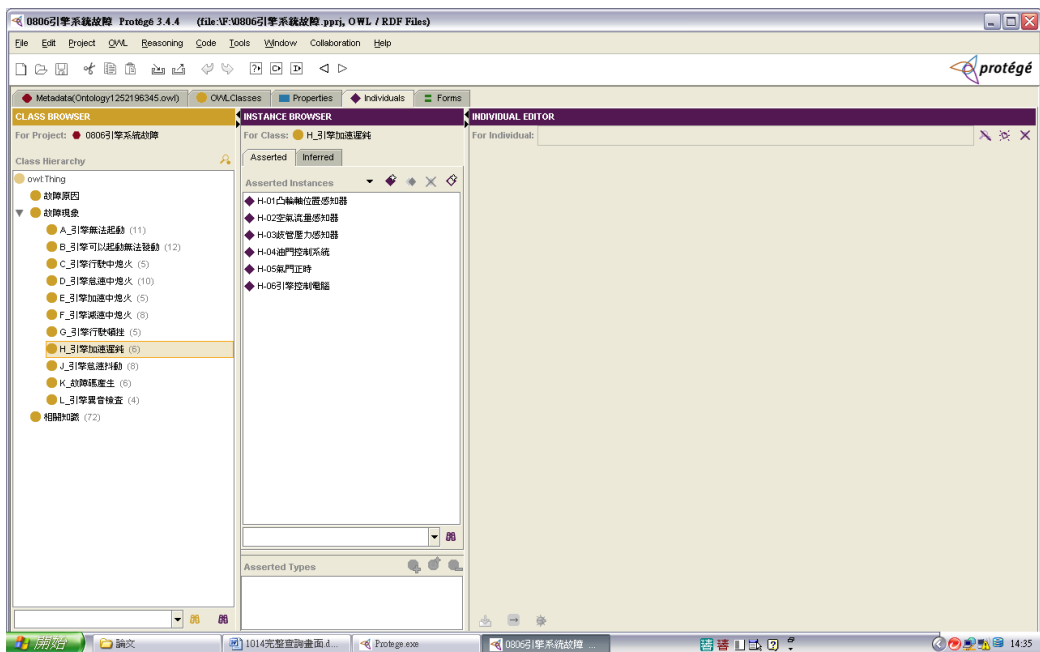 0806引擎系統故障 Protégé 3.4.4 (file:\F:\0806引擎系統故障.pprj, OWL / RDF Files)
File Edit Project OWL Reasoning Code Tools Window Collaboration Help
protégé
Metadata(Ontology1252196345.owl) OWLClasses Properties Individuals Forms
CLASS BROWSER
For Project: 0806引擎系統故障
Class Hierarchy
owl:Thing
故障原因
故障現象
A_引擎無法起動 (11)
B_引擎可以起動無法發動 (12)
C_引擎行駛中熄火 (5)
D_引擎怠速中熄火 (10)
E_引擎加速中熄火 (5)
F_引擎減速中熄火 (8)
G_引擎行駛頓挫 (5)
H_引擎加速遲鈍 (6)
J_引擎怠速抖動 (8)
K_故障碼產生 (6)
L_引擎異音檢查 (4)
相關知識 (72)
INSTANCE BROWSER
For Class: H_引擎加速遲鈍
Asserted Inferred
Asserted Instances
H-01凸輪軸位置感知器
H-02空氣流量感知器
H-03歧管壓力感知器
H-04油門控制系統
H-05氣門正時
H-06引擎控制電腦
Asserted Types
INDIVIDUAL EDITOR
For Individual:
開始 論文 1014完整查詢畫面.d... Protege.exe 0806引擎系統故障 ... 14:35